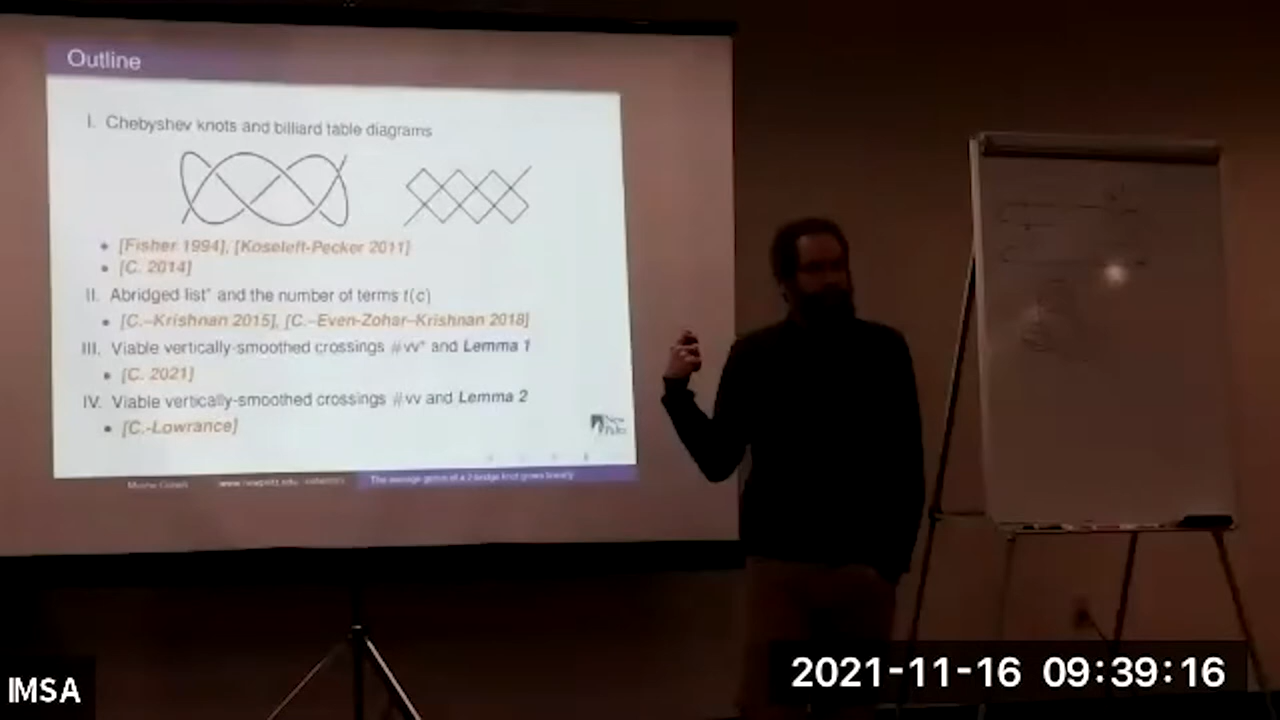 Outline
I. Chebyshev knots and billiard table diagrams
• [Fisher 1994], [Koseleff-Pecker 2011]
• [C. 2014]
II. Abridged list* and the number of terms t(c)
• [C.–Krishnan 2015], [C.–Even-Zohar–Krishnan 2018]
III. Viable vertically-smoothed crossings #vv* and Lemma 1
• [C. 2021]
IV. Viable vertically-smoothed crossings #vv and Lemma 2
• [C.-Lowrance]
New
Paltz
The average genus of a 2-bridge knot grows linearly
IMSA
2021-11-16 09:39:16